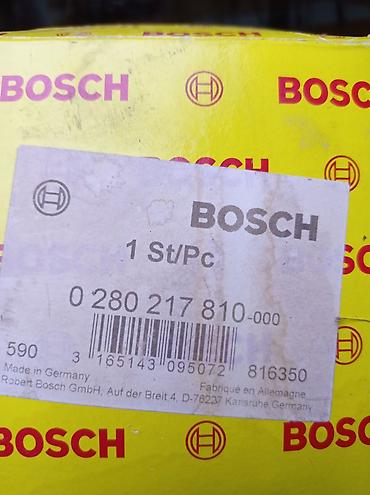 BOSCH BOSCH
BOSCH
BOSCH
1 St/Pc
0 280 217 810-000
590 3 165143 095072 816350
Made in Germany Fabriqué en Allemagne
Robert Bosch GmbH, Auf der Breit 4, D-76227 Karlsruhe Germany
BOSCH BOSCH